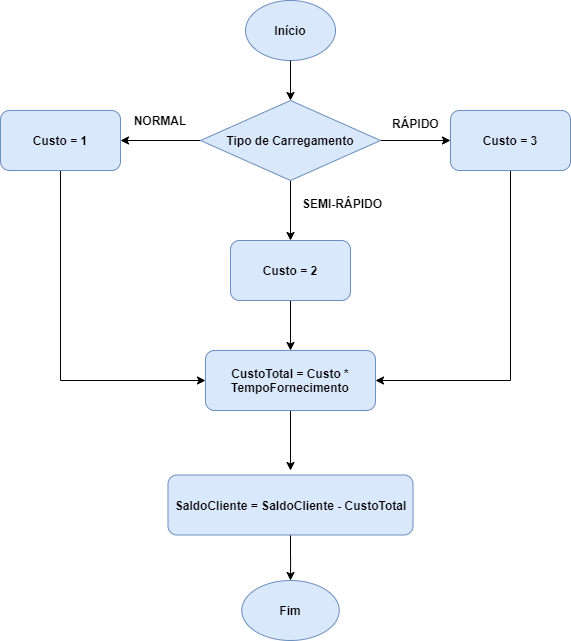 Início
NORMAL
RÁPIDO
Custo = 1
Tipo de Carregamento
Custo = 3
SEMI-RÁPIDO
Custo = 2
CustoTotal = Custo *
TempoFornecimento
SaldoCliente = SaldoCliente - CustoTotal
Fim